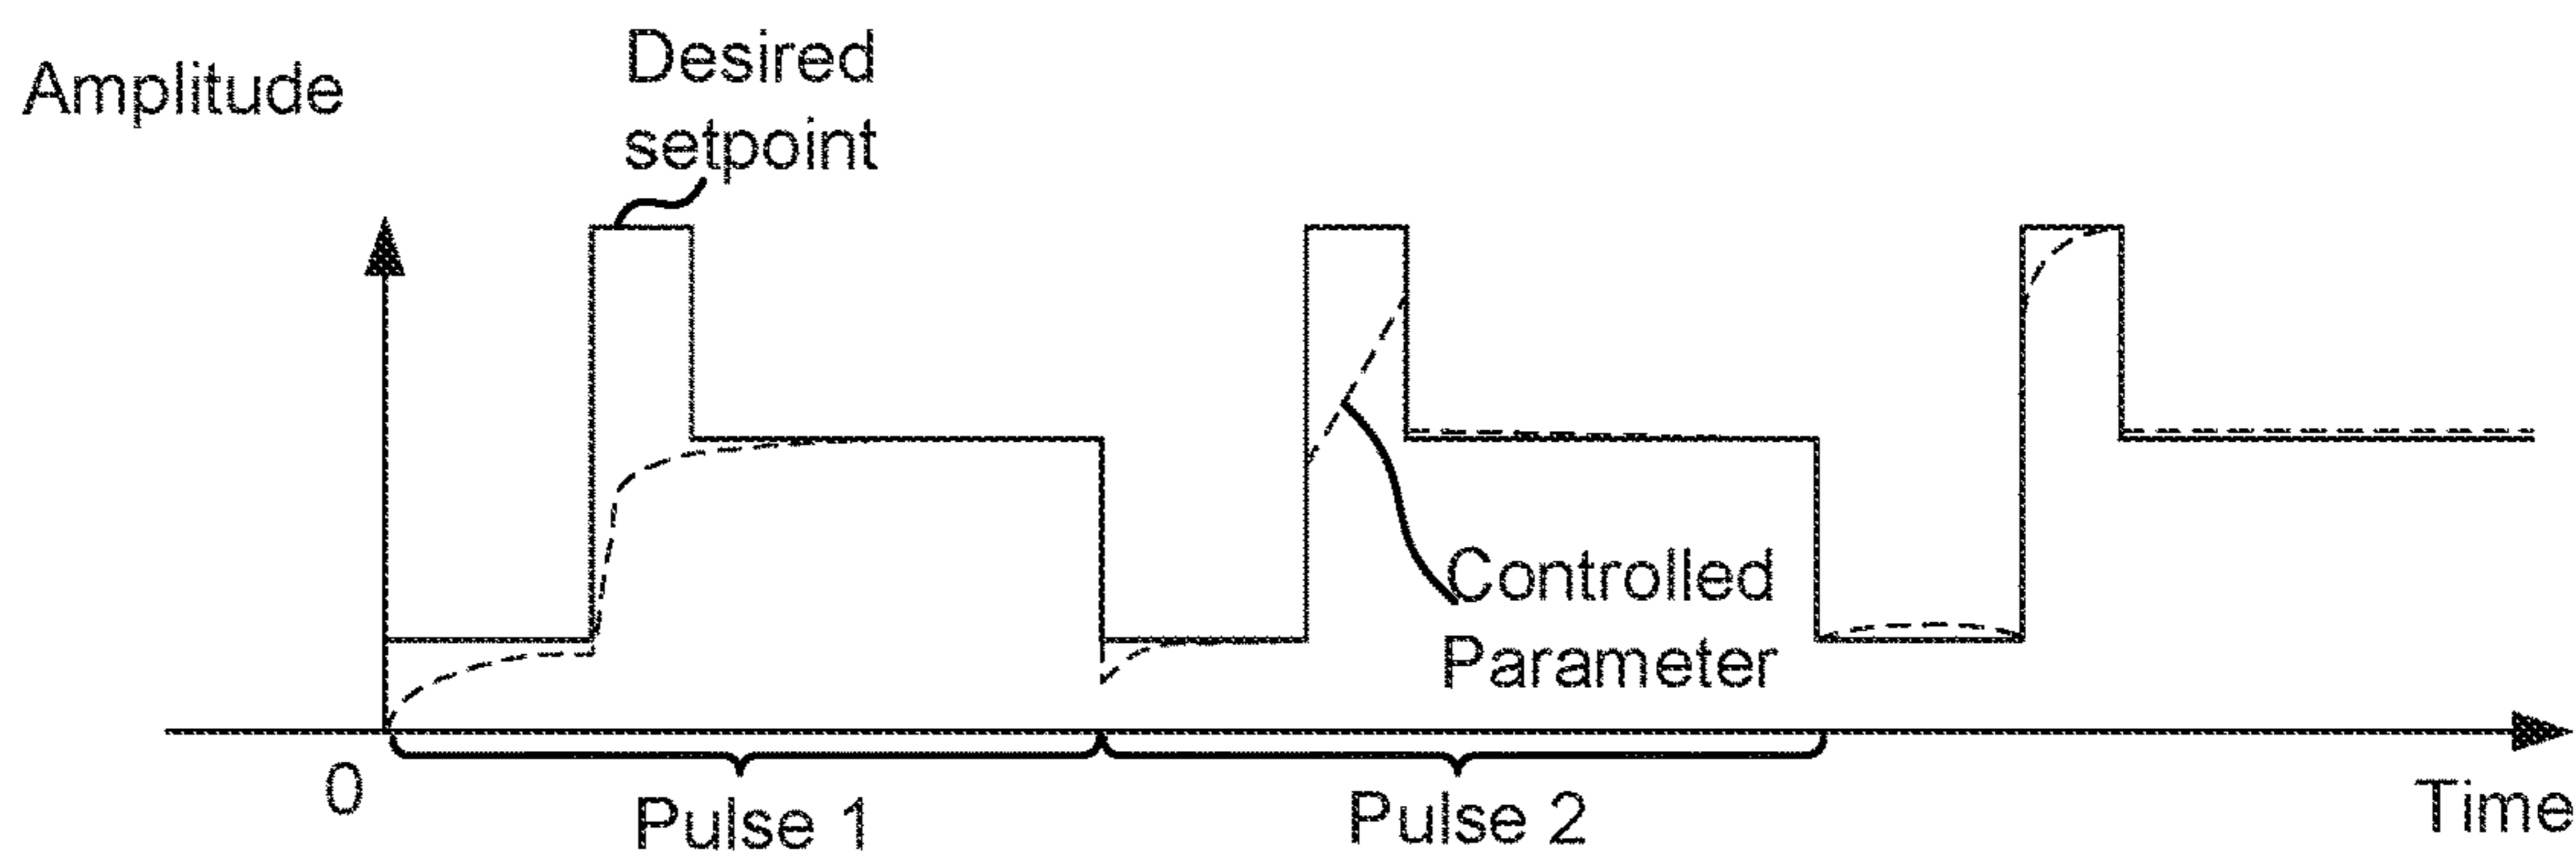 Desired
setpoint
Amplitude
Controlled
Parameter
0
Pulse 1
Pulse 2
Time